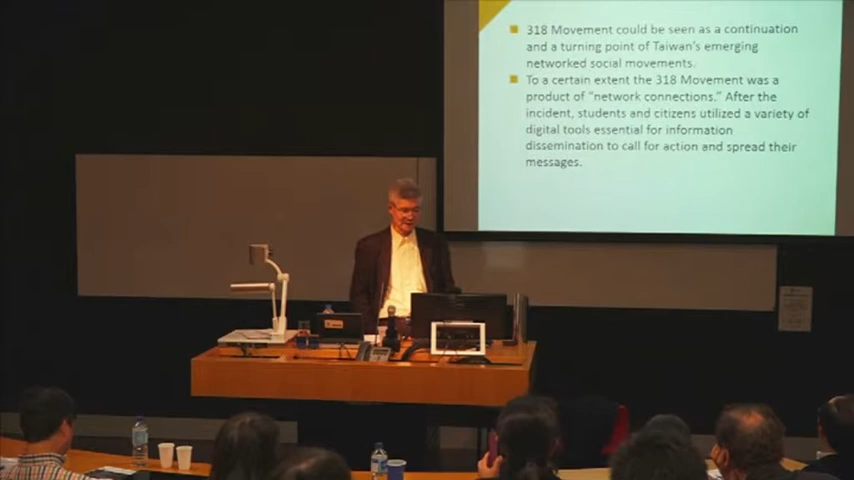 318 Movement could be seen as a continuation
and a turning point of Taiwan's emerging
networked social movements.
To a certain extent the 318 Movement was a
product of "network connections." After the
incident, students and citizens utilized a variety of
digital tools essential for information
dissemination to call for action and spread their
messages.